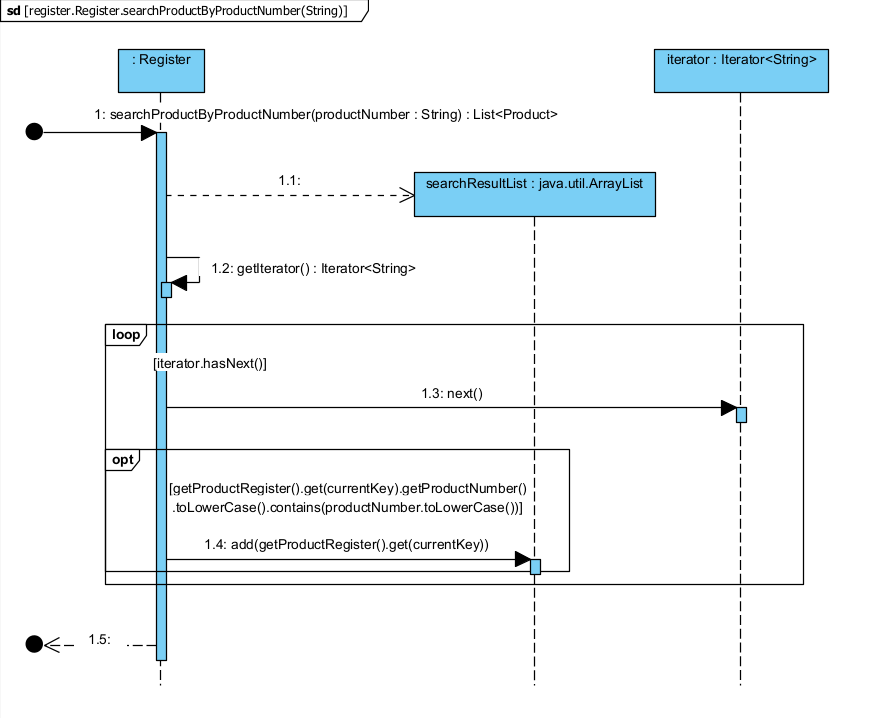 sd [register.Register.searchProductByProductNumber(String)]
: Register
iterator : Iterator<String>
1: searchProductByProductNumber(productNumber : String) : List<Product>
1.1:
searchResultList : java.util.ArrayList
1.2: getIterator() : Iterator<String>
loop
[iterator.hasNext()]
1.3: next()
opt
[getProductRegister().get(currentKey).getProductNumber()
.toLowerCase().contains(productNumber.toLowerCase())]
1.4: add(getProductRegister().get(currentKey))
1.5: